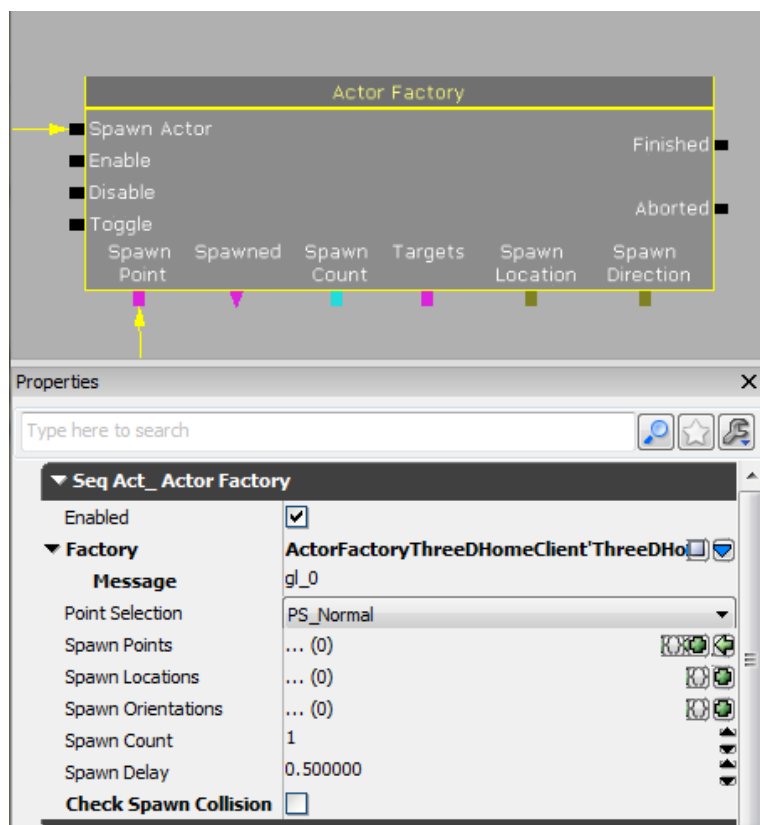 Actor Factory
Spawn Actor
Finished
Enable
Disable
Aborted
Toggle
Spawn Point
Spawned
Spawn Count
Targets
Spawn Location
Spawn Direction
Properties
Type here to search
Seq Act_ Actor Factory
Enabled
Factory ActorFactoryThreeDHomeClient'ThreeDHo
Message gl_0
Point Selection PS_Normal
Spawn Points ... (0)
Spawn Locations ... (0)
Spawn Orientations ... (0)
Spawn Count 1
Spawn Delay 0.500000
Check Spawn Collision